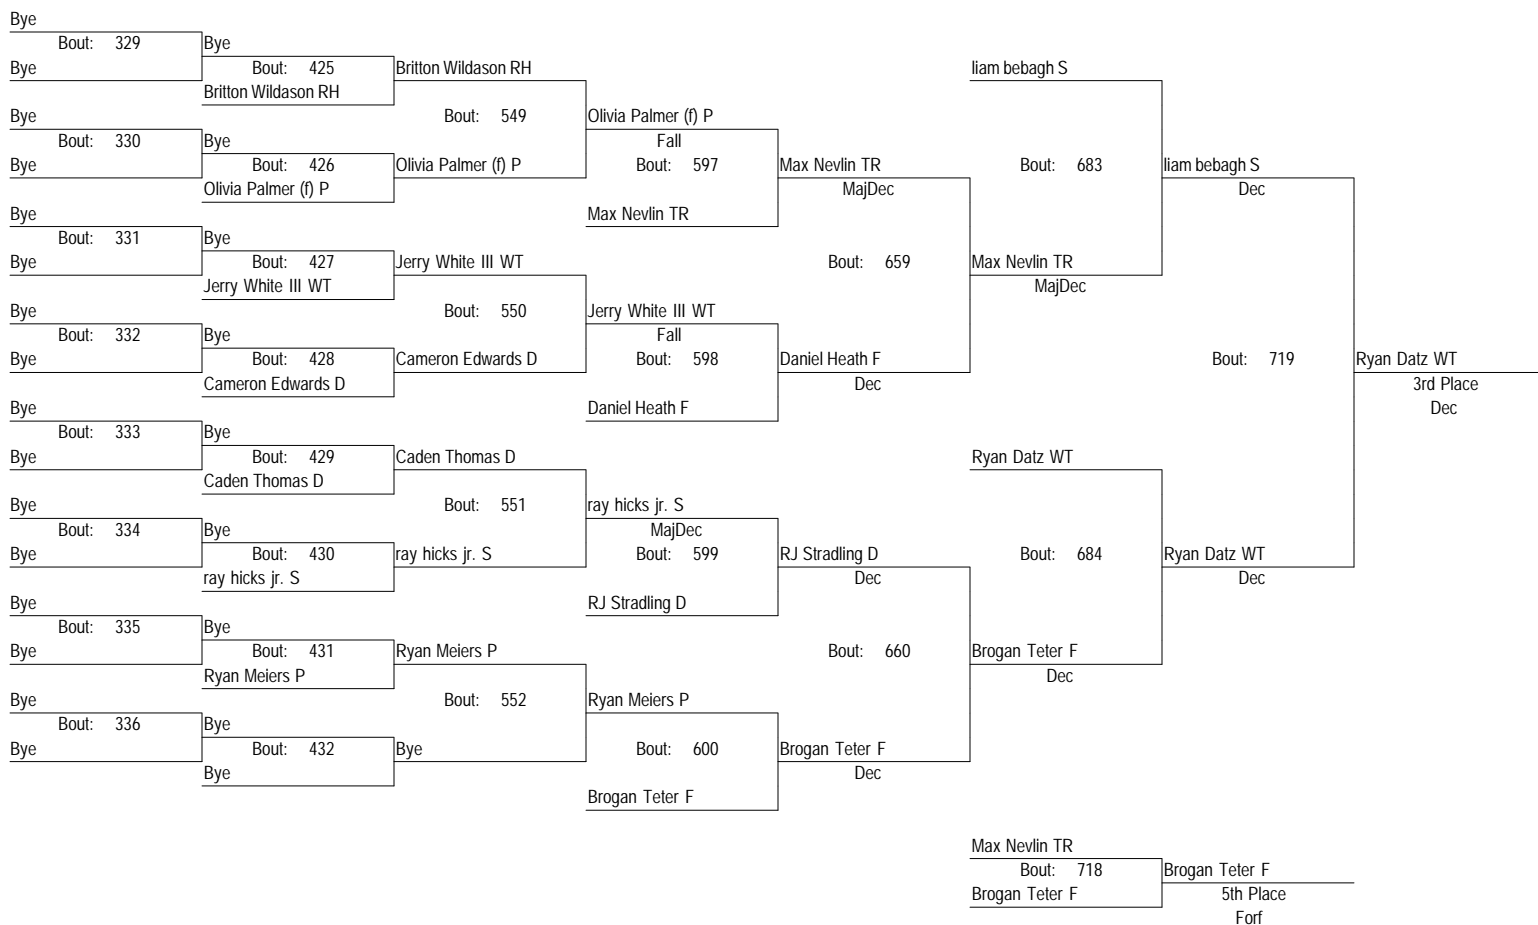 Bye
Bout: 329
Bye
Bye
Bout: 425
Britton Wildason RH
Britton Wildason RH
Bye
Bout: 330
Bye
Bye
Bout: 426
Olivia Palmer (f) P
Olivia Palmer (f) P
Bout: 549
Olivia Palmer (f) P
Fall
Bout: 597
Max Nevlin TR
Max Nevlin TR
MajDec
Bye
Bout: 331
Bye
Bye
Bout: 427
Jerry White III WT
Jerry White III WT
Bye
Bout: 332
Bye
Bye
Bout: 428
Cameron Edwards D
Cameron Edwards D
Bout: 550
Jerry White III WT
Fall
Bout: 598
Daniel Heath F
Daniel Heath F
Dec
Bout: 659
Max Nevlin TR
MajDec
liam bebagh S
Bout: 683
liam bebagh S
Dec
Bye
Bout: 333
Bye
Bye
Bout: 429
Caden Thomas D
Caden Thomas D
Bye
Bout: 334
Bye
Bye
Bout: 430
ray hicks jr. S
ray hicks jr. S
Bout: 551
ray hicks jr. S
MajDec
Bout: 599
RJ Stradling D
RJ Stradling D
Dec
Bye
Bout: 335
Bye
Bye
Bout: 431
Ryan Meiers P
Ryan Meiers P
Bye
Bout: 336
Bye
Bye
Bout: 432
Bye
Bye
Bout: 552
Ryan Meiers P
Bout: 600
Brogan Teter F
Brogan Teter F
Dec
Bout: 660
Brogan Teter F
Dec
Ryan Datz WT
Bout: 684
Ryan Datz WT
Dec
Bout: 719
Ryan Datz WT
3rd Place
Dec
Max Nevlin TR
Bout: 718
Brogan Teter F
Brogan Teter F
5th Place
Forf